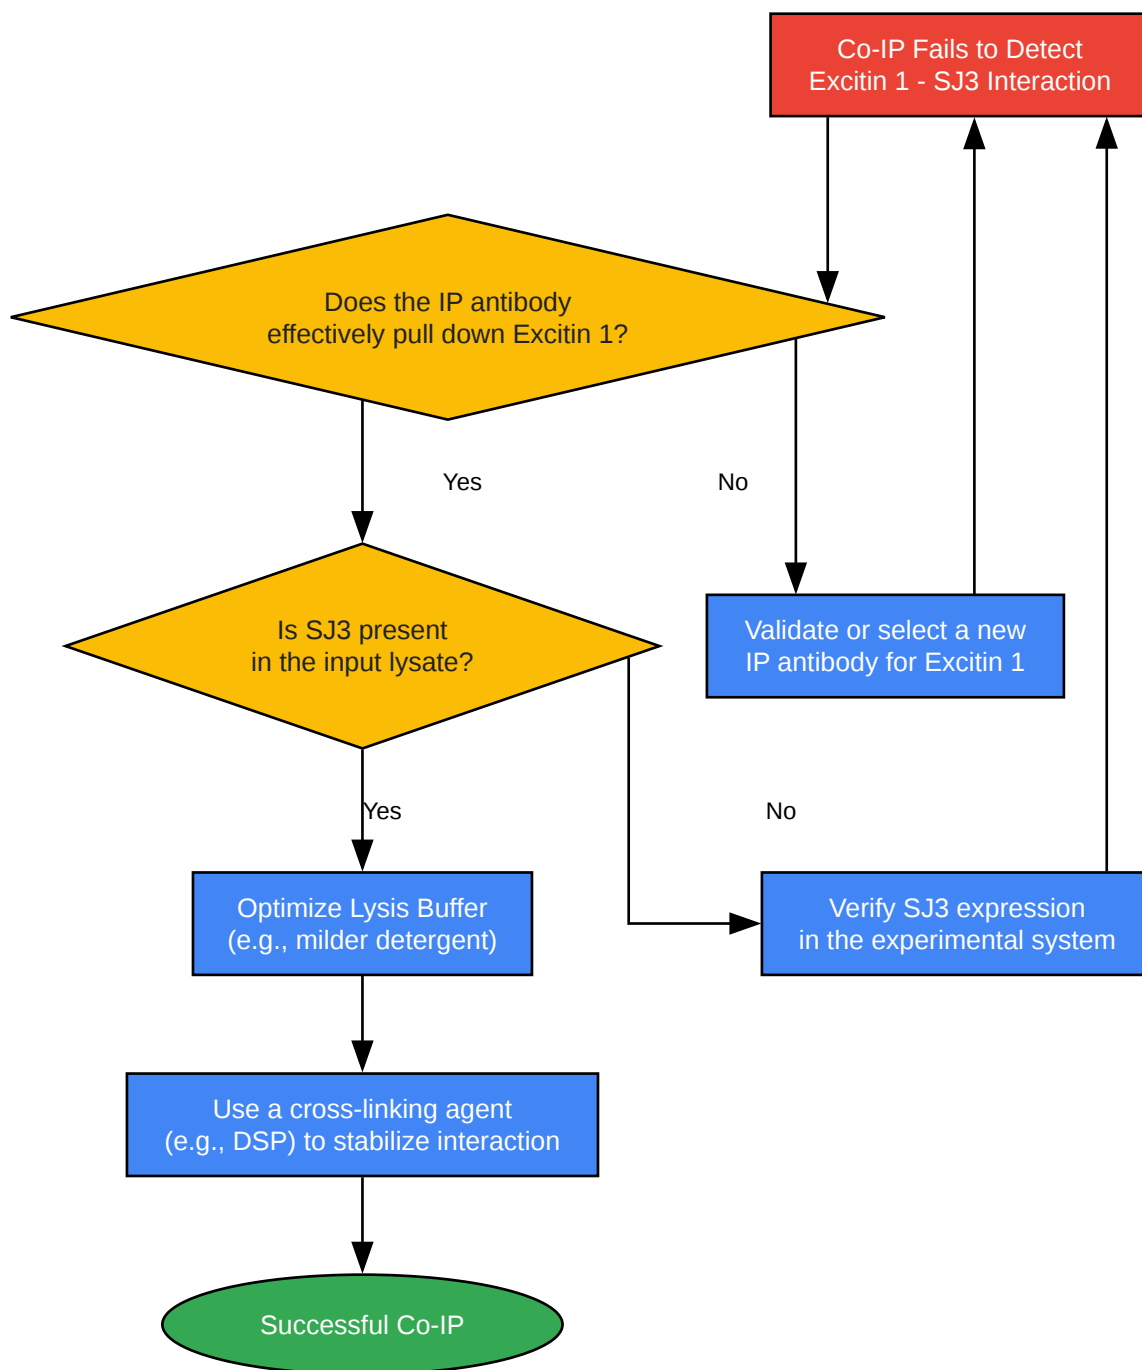 Co-IP Fails to Detect
Excitin 1 - SJ3 Interaction
Does the IP antibody
effectively pull down Excitin 1?
Yes
No
Is SJ3 present
in the input lysate?
Validate or select a new
IP antibody for Excitin 1
Yes
No
Optimize Lysis Buffer
(e.g., milder detergent)
Verify SJ3 expression
in the experimental system
Use a cross-linking agent
(e.g., DSP) to stabilize interaction
Successful Co-IP